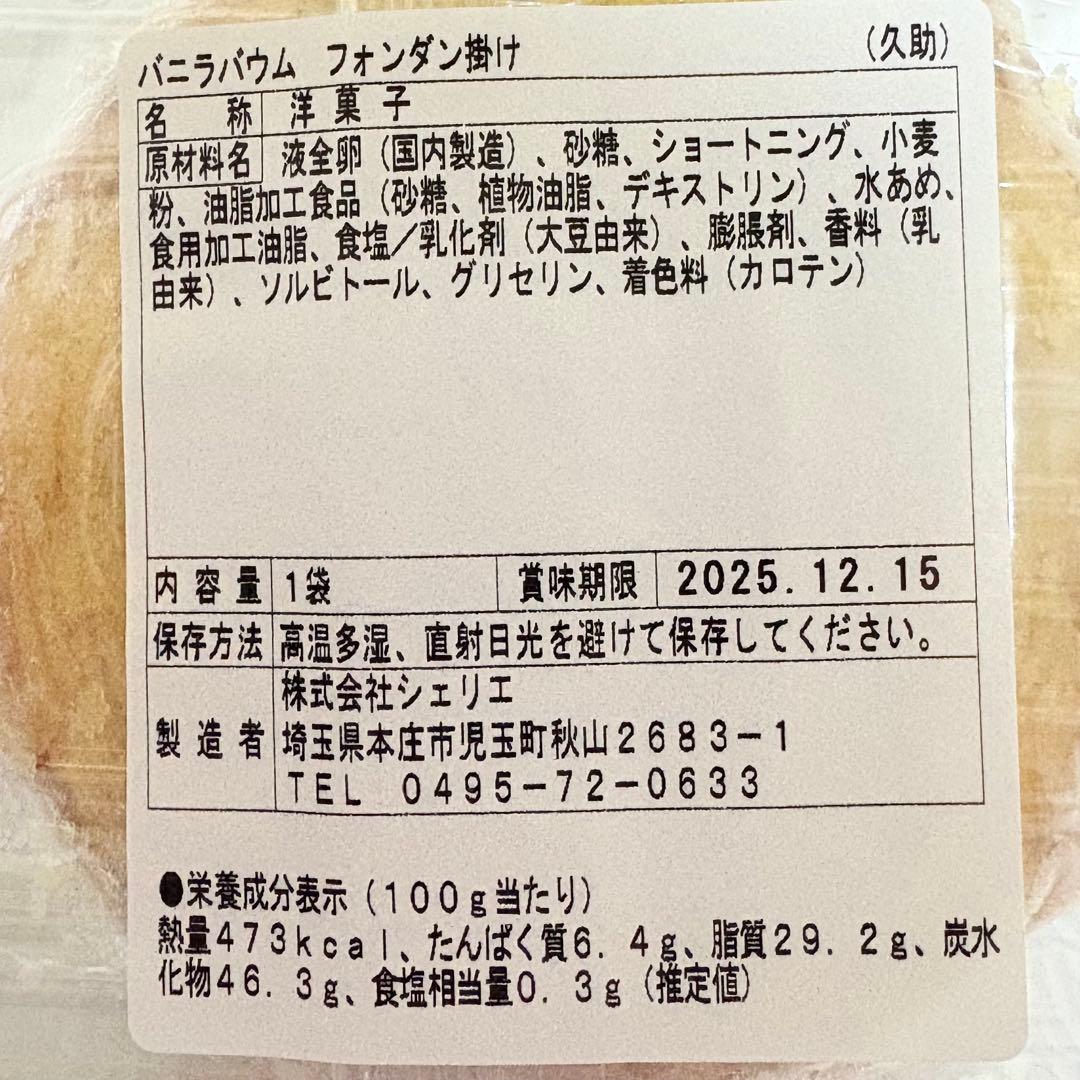 バニラバウム　フォンダン掛け　（久助）
名称　洋菓子
原材料名　液全卵（国内製造）、砂糖、ショートニング、小麦
粉、油脂加工食品（砂糖、植物油脂、デキストリン）、水あめ、
食用加工油脂、食塩／乳化剤（大豆由来）、膨脹剤、香料（乳
由来）、ソルビトール、グリセリン、着色料（カロテン）
内容量　1袋　賞味期限　2025.12.15
保存方法　高温多湿、直射日光を避けて保存してください。
株式会社シェリエ
製造者　埼玉県本庄市児玉町秋山２６８３－１
ＴＥＬ　０４９５－７２－０６３３
●栄養成分表示（１００ｇ当たり）
熱量４７３ｋｃａｌ、たんぱく質６．４ｇ、脂質２９．２ｇ、炭水
化物４６．３ｇ、食塩相当量０．３ｇ（推定値）